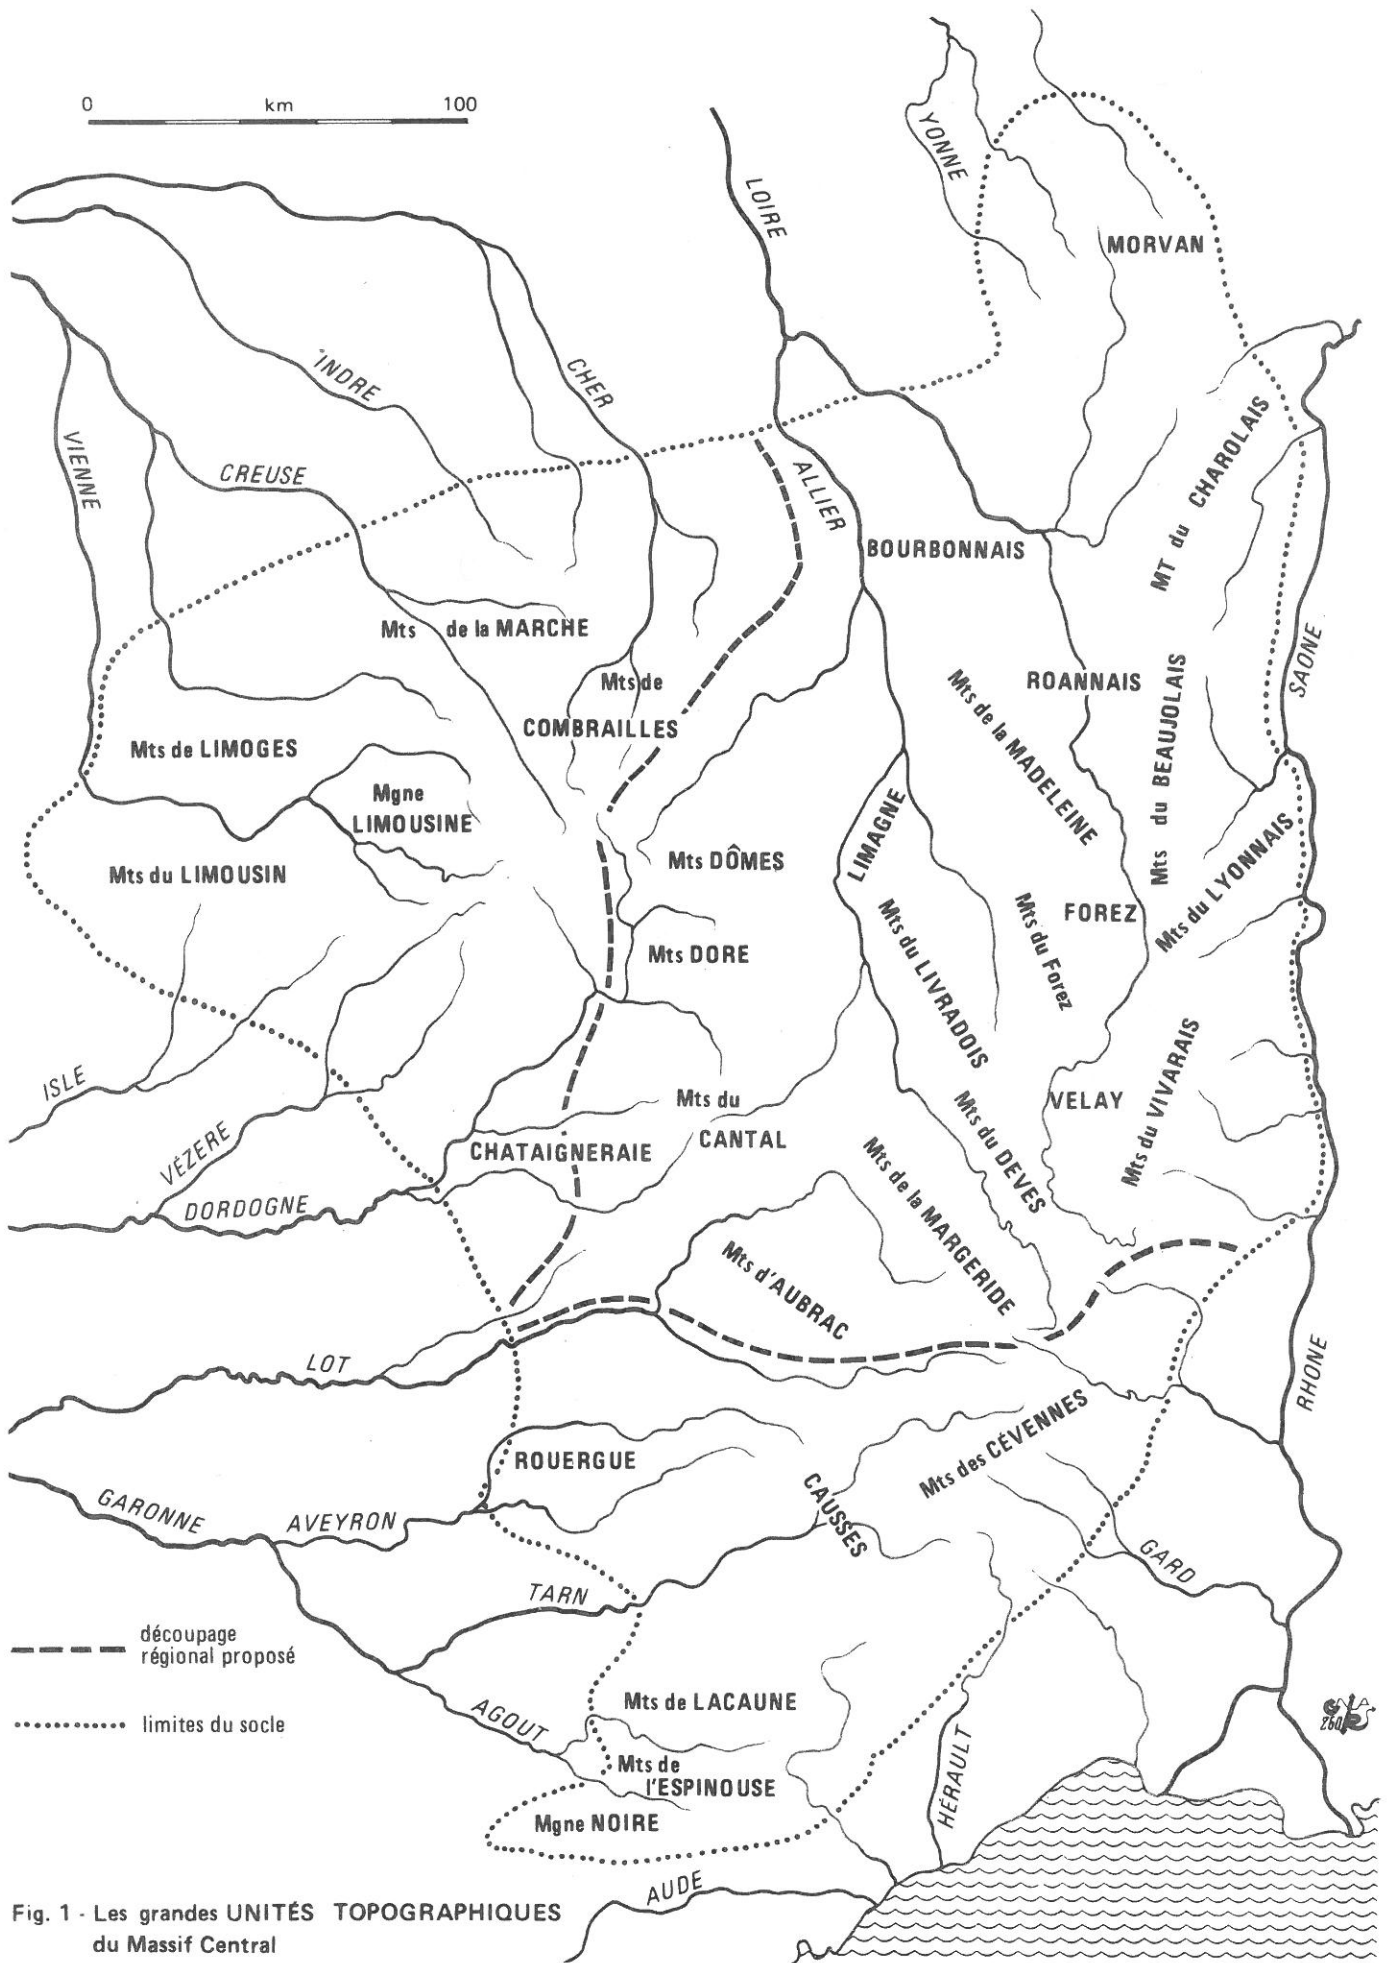 0 km 100
YONNE
LOIRE
MORVAN
INDRE
CHER
VIENNE
CREUSE
ALLIER
MT du CHAROLAIS
BOURBONNAIS
Mts de la MARCHE
SAONE
Mts de
COMBRAILLES
ROANNAIS
Mts de la MADELEINE
Mts du BEAUJOLAIS
Mts de LIMOGES
Mgne
LIMOUSINE
LIMAGNE
Mts DÔMES
Mts du LIMOUSIN
Mts du LYONNAIS
FOREZ
Mts du Forez
Mts DORE
Mts du LIVRADOIS
ISLE
VÉZERE
DORDOGNE
Mts du
CANTAL
CHATAIGNERAIE
VELAY
Mts du VIVARAIS
Mts du DEVES
Mts de la MARGERIDE
Mts d'AUBRAC
LOT
RHONE
ROUERGUE
Mts des CÉVENNES
CAUSSES
GARONNE
AVEYRON
GARD
TARN
découpage
régional proposé
limites du socle
Mts de LACAUNE
AGOUT
Mts de
l'ESPINOUSE
HÉRAULT
Mgne NOIRE
AUDE
Fig. 1 - Les grandes UNITÉS TOPOGRAPHIQUES
du Massif Central